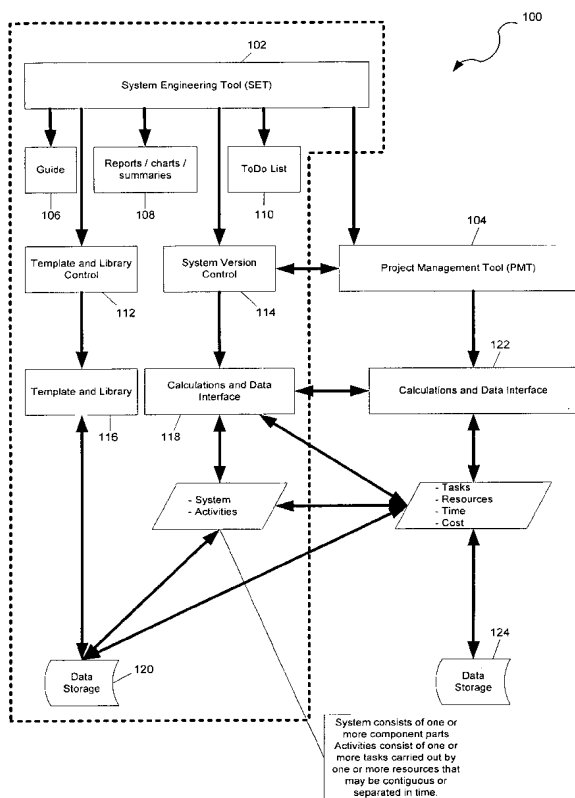 100
102
System Engineering Tool (SET)
Guide
106
Reports / charts /
summaries
108
ToDo List
110
104
Template and Library
Control
112
System Version
Control
114
Project Management Tool (PMT)
122
Template and Library
116
Calculations and Data
Interface
118
Calculations and Data Interface
- System
- Activities
- Tasks
- Resources
- Time
- Cost
Data
Storage
120
124
Data
Storage
System consists of one or
more component parts
Activities consist of one or
more tasks carried out by
one or more resources that
may be contiguous or
separated in time.